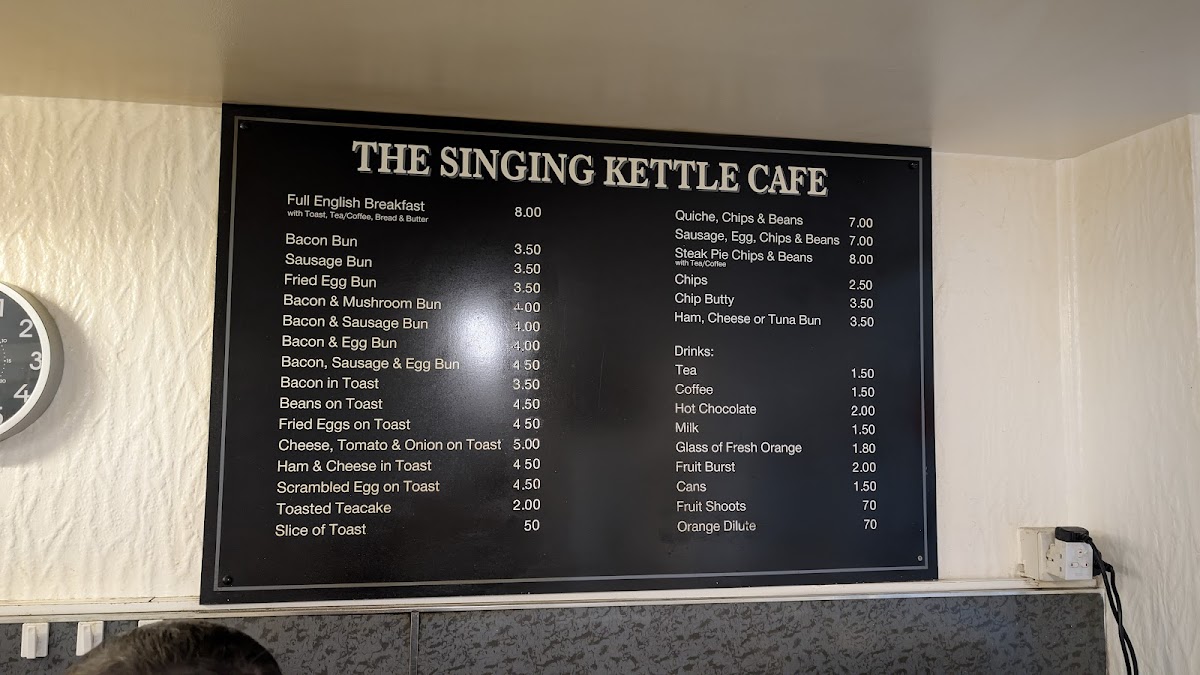 THE SINGING KETTLE CAFE
Full English Breakfast 8.00
with Toast, Tea/Coffee, Bread & Butter
Bacon Bun 3.50
Sausage Bun 3.50
Fried Egg Bun 3.50
Bacon & Mushroom Bun 4.00
Bacon & Sausage Bun 4.00
Bacon & Egg Bun 4.00
Bacon, Sausage & Egg Bun 4 50
Bacon in Toast 3.50
Beans on Toast 4.50
Fried Eggs on Toast 4 50
Cheese, Tomato & Onion on Toast 5.00
Ham & Cheese in Toast 4 50
Scrambled Egg on Toast 4.50
Toasted Teacake 2.00
Slice of Toast 50
Quiche, Chips & Beans 7.00
Sausage, Egg, Chips & Beans 7.00
Steak Pie Chips & Beans 8.00
with Tea/Coffee
Chips 2.50
Chip Butty 3.50
Ham, Cheese or Tuna Bun 3.50
Drinks:
Tea 1.50
Coffee 1.50
Hot Chocolate 2.00
Milk 1.50
Glass of Fresh Orange 1.80
Fruit Burst 2.00
Cans 1.50
Fruit Shoots 70
Orange Dilute 70
2
3
4